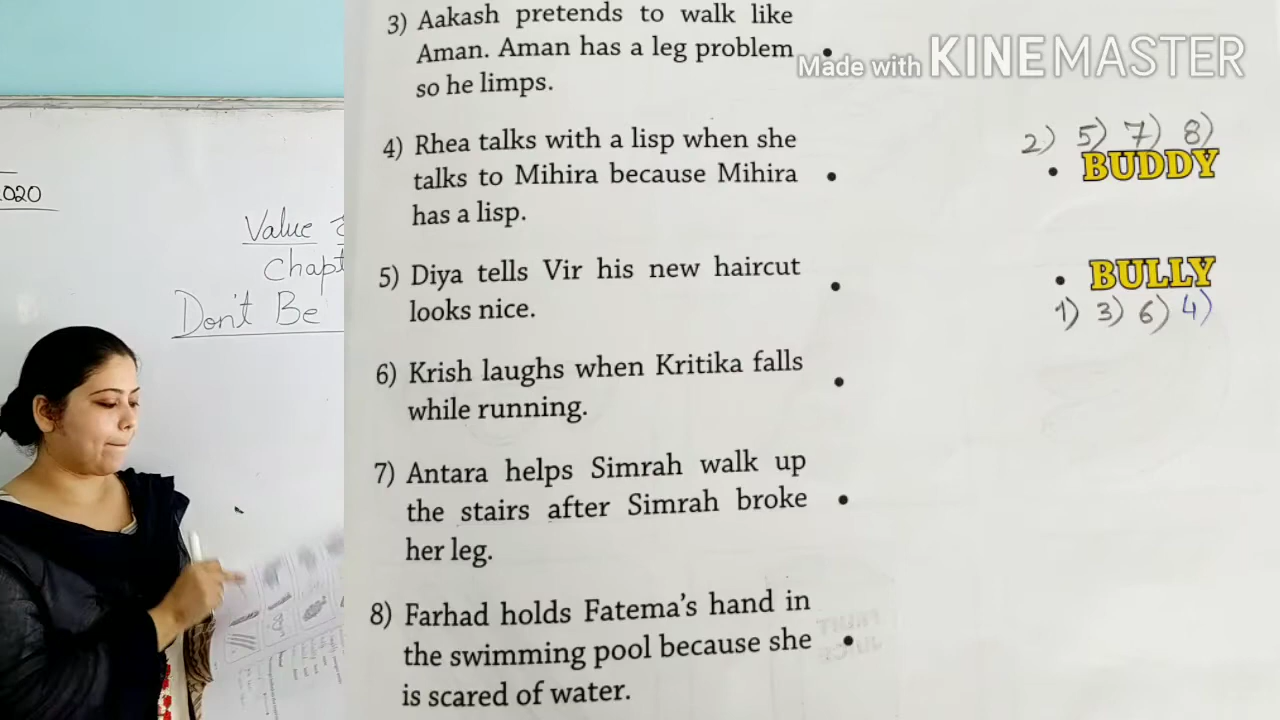 2020
Value
Chapt
Don't Be
3) Aakash pretends to walk like
Aman. Aman has a leg problem
so he limps.
4) Rhea talks with a lisp when she
talks to Mihira because Mihira
has a lisp.
5) Diya tells Vir his new haircut
looks nice.
6) Krish laughs when Kritika falls
while running.
7) Antara helps Simrah walk up
the stairs after Simrah broke
her leg.
8) Farhad holds Fatema's hand in
the swimming pool because she
is scared of water.
Made with KINEMASTER
2) 5) 7) 8)
• BUDDY
• BULLY
1) 3) 6) 4)